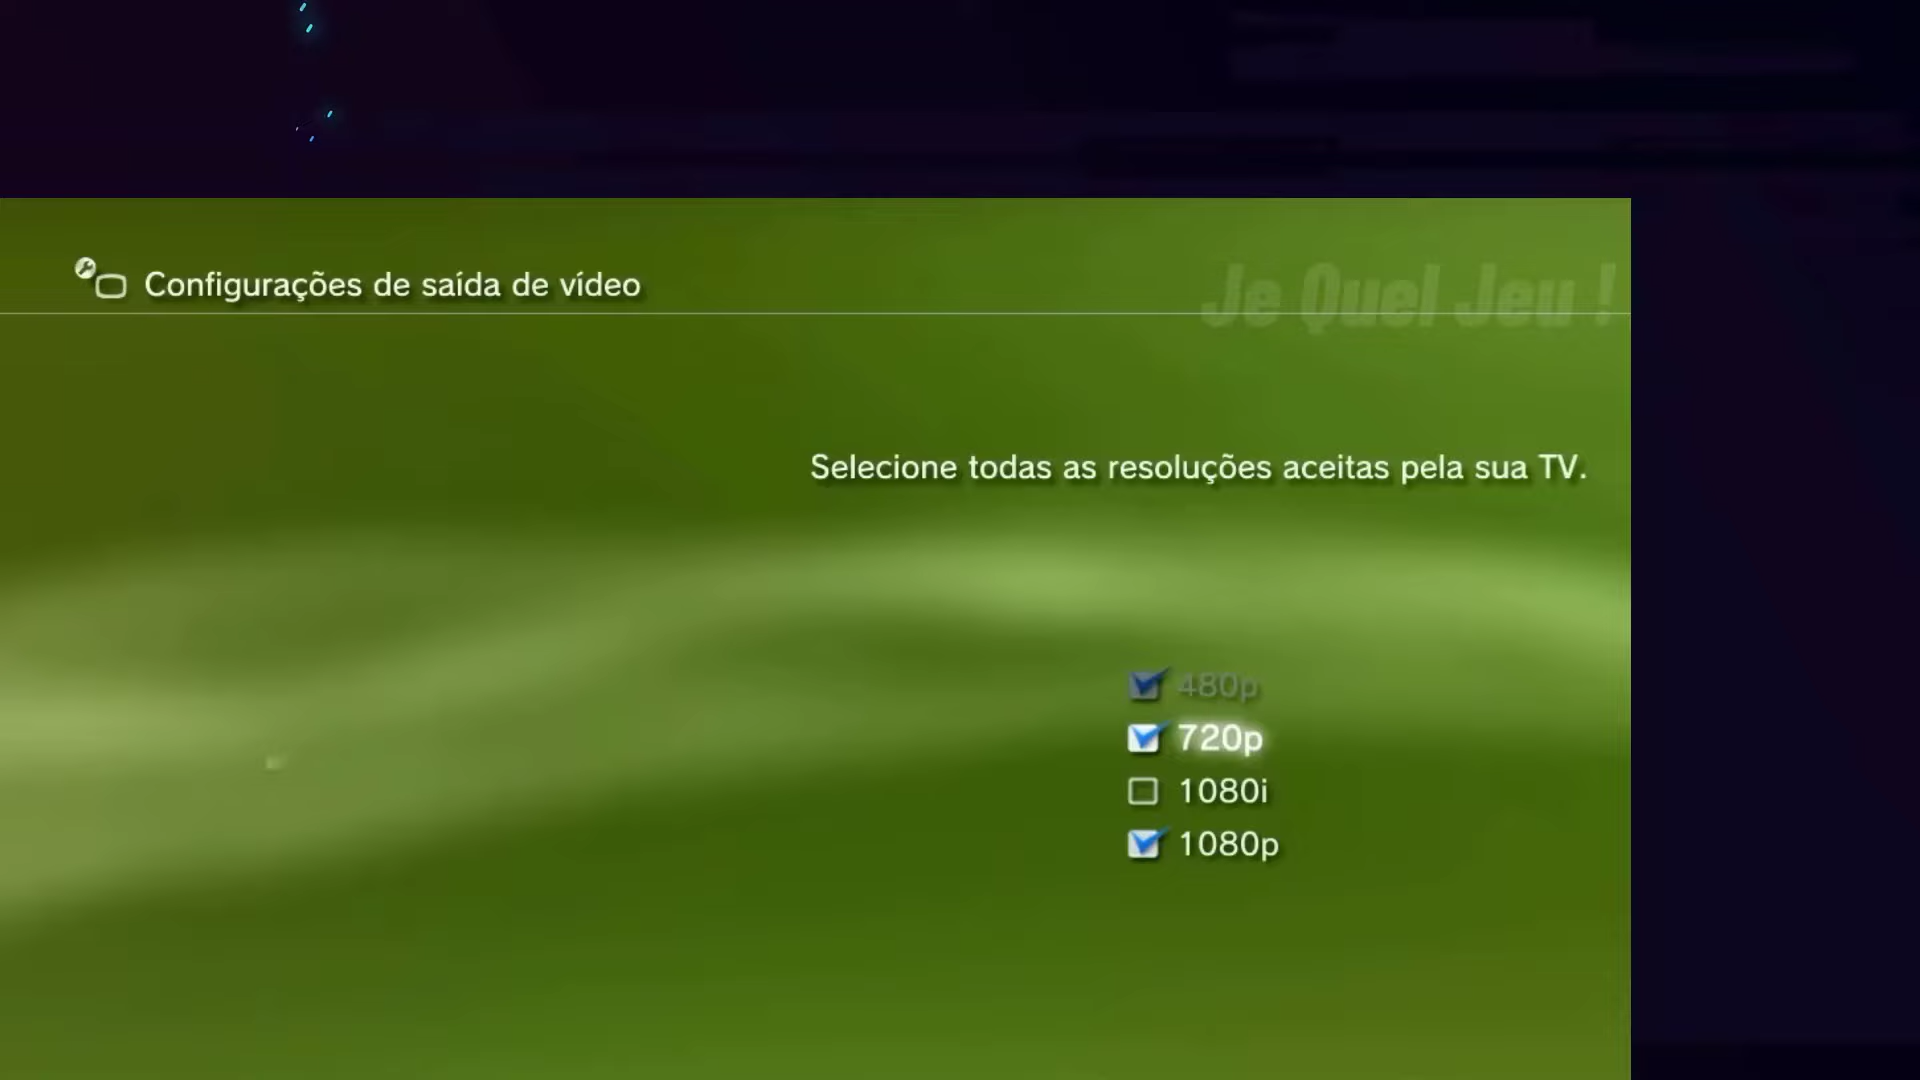 Configurações de saída de vídeo
Je Quel Jeu !
Selecione todas as resoluções aceitas pela sua TV.
480p
720p
1080i
1080p